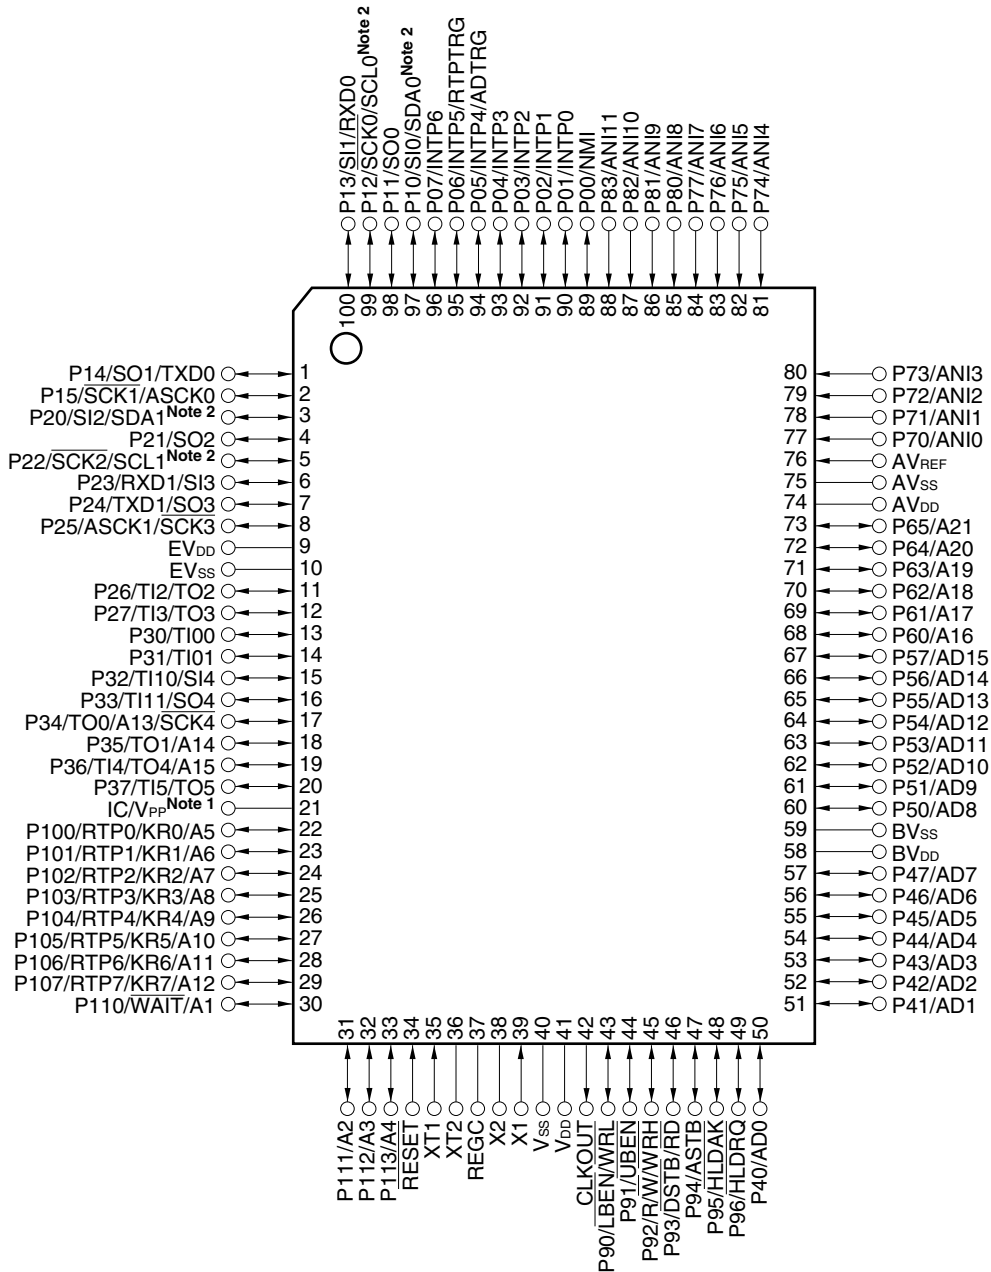 P13/SI1/RXD0
P12/SCK0/SCL0Note 2
P11/SO0
P10/SI0/SDA0Note 2
P07/INTP6
P06/INTP5/RTPTRG
P05/INTP4/ADTRG
P04/INTP3
P03/INTP2
P02/INTP1
P01/INTP0
P00/NMI
P83/ANI11
P82/ANI10
P81/ANI9
P80/ANI8
P77/ANI7
P76/ANI6
P75/ANI5
P74/ANI4
100 99 98 97 96 95 94 93 92 91 90 89 88 87 86 85 84 83 82 81
P14/SO1/TXD0 1
P15/SCK1/ASCK0 2
P20/SI2/SDA1Note 2 3
P21/SO2 4
P22/SCK2/SCL1Note 2 5
P23/RXD1/SI3 6
P24/TXD1/SO3 7
P25/ASCK1/SCK3 8
EVDD 9
EVSS 10
P26/TI2/TO2 11
P27/TI3/TO3 12
P30/TI00 13
P31/TI01 14
P32/TI10/SI4 15
P33/TI11/SO4 16
P34/TO0/A13/SCK4 17
P35/TO1/A14 18
P36/TI4/TO4/A15 19
P37/TI5/TO5 20
IC/VPPNote 1 21
P100/RTP0/KR0/A5 22
P101/RTP1/KR1/A6 23
P102/RTP2/KR2/A7 24
P103/RTP3/KR3/A8 25
P104/RTP4/KR4/A9 26
P105/RTP5/KR5/A10 27
P106/RTP6/KR6/A11 28
P107/RTP7/KR7/A12 29
P110/WAIT/A1 30
80 P73/ANI3
79 P72/ANI2
78 P71/ANI1
77 P70/ANI0
76 AVREF
75 AVSS
74 AVDD
73 P65/A21
72 P64/A20
71 P63/A19
70 P62/A18
69 P61/A17
68 P60/A16
67 P57/AD15
66 P56/AD14
65 P55/AD13
64 P54/AD12
63 P53/AD11
62 P52/AD10
61 P51/AD9
60 P50/AD8
59 BVSS
58 BVDD
57 P47/AD7
56 P46/AD6
55 P45/AD5
54 P44/AD4
53 P43/AD3
52 P42/AD2
51 P41/AD1
31 32 33 34 35 36 37 38 39 40 41 42 43 44 45 46 47 48 49 50
P111/A2
P112/A3
P113/A4
RESET
XT1
XT2
REGC
X2
X1
VSS
VDD
CLKOUT
P90/LBEN/WRL
P91/UBEN
P92/R/W/WRH
P93/DSTB/RD
P94/ASTB
P95/HLDAK
P96/HLDRQ
P40/AD0